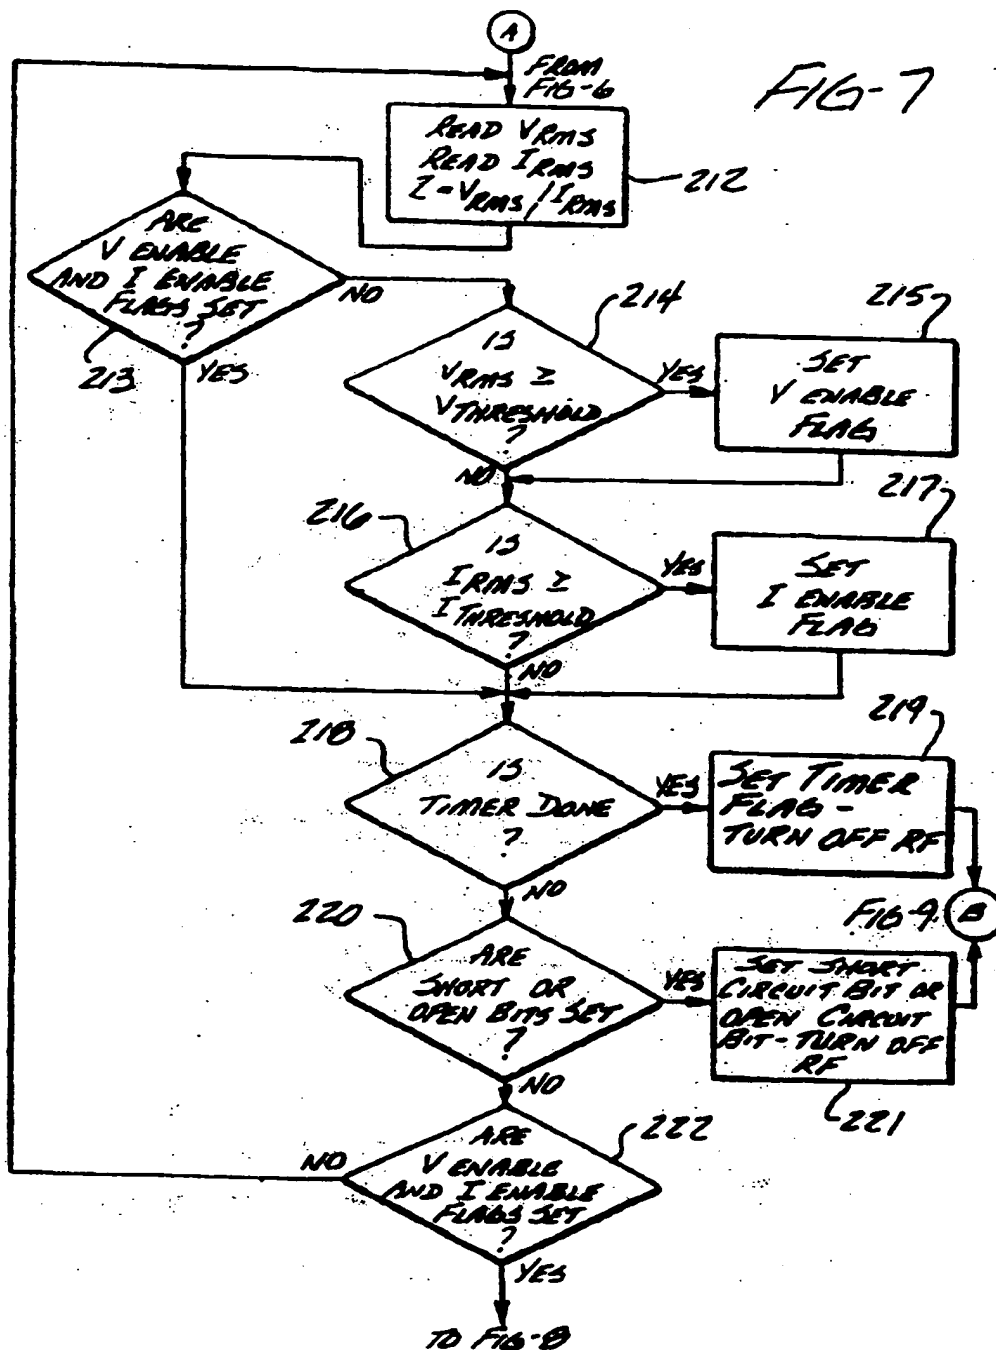 A
FROM
FIG-6
FIG-7
READ VRMS
READ IRMS
Z=VRMS/IRMS
212
ARE
V ENABLE
AND I ENABLE
FLAGS SET
?
213
NO
YES
214
IS
VRMS ≥
VTHRESHOLD
?
YES
NO
215
SET
V ENABLE
FLAG
216
IS
IRMS ≥
ITHRESHOLD
?
YES
NO
217
SET
I ENABLE
FLAG
218
IS
TIMER DONE
?
YES
NO
219
SET TIMER
FLAG-
TURN OFF RF
FIG-9
B
220
ARE
SHORT OR
OPEN BITS SET
?
YES
NO
SET SHORT
CIRCUIT BIT OR
OPEN CIRCUIT
BIT-TURN OFF
RF
221
222
ARE
V ENABLE
AND I ENABLE
FLAGS SET
?
NO
YES
TO FIG-8